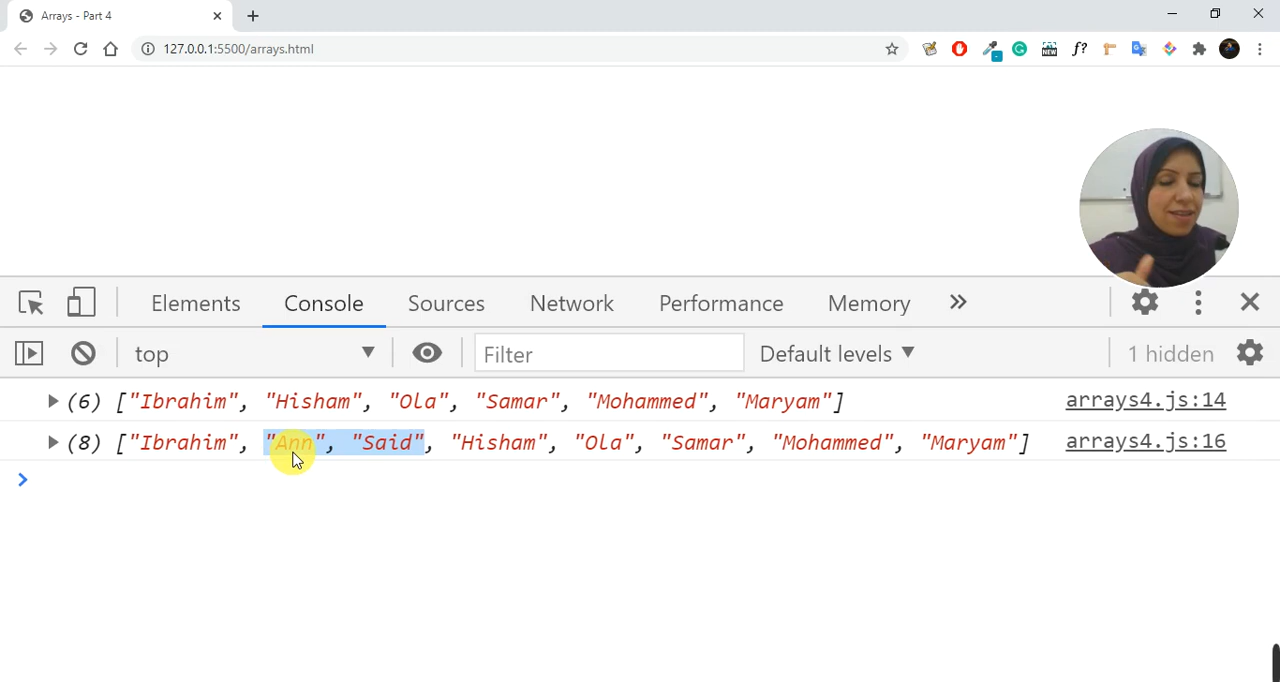 Arrays - Part 4
127.0.0.1:5500/arrays.html
NEW
f?
Elements Console Sources Network Performance Memory
top Filter Default levels 1 hidden
(6) ["Ibrahim", "Hisham", "Ola", "Samar", "Mohammed", "Maryam"] arrays4.js:14
(8) ["Ibrahim", "Ann", "Said", "Hisham", "Ola", "Samar", "Mohammed", "Maryam"] arrays4.js:16